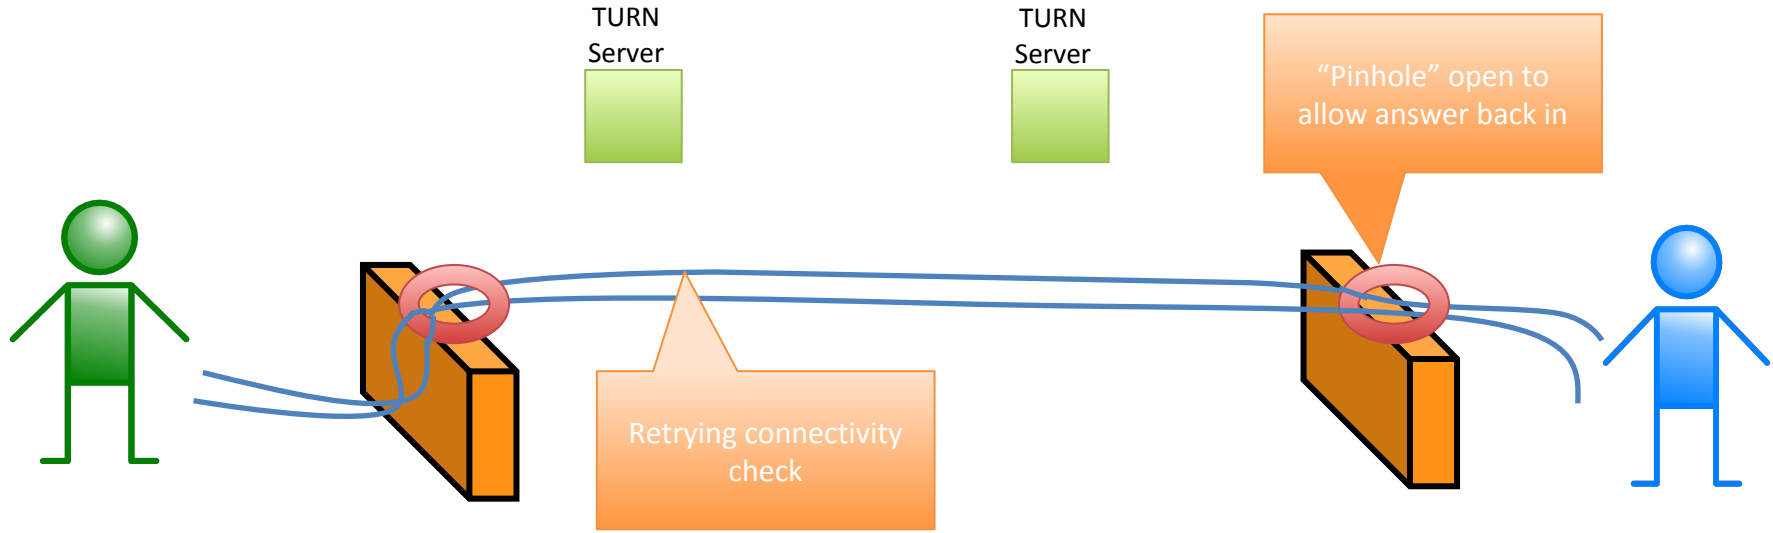 TURN
Server
TURN
Server
“Pinhole” open to
allow answer back in
Retrying connectivity
check